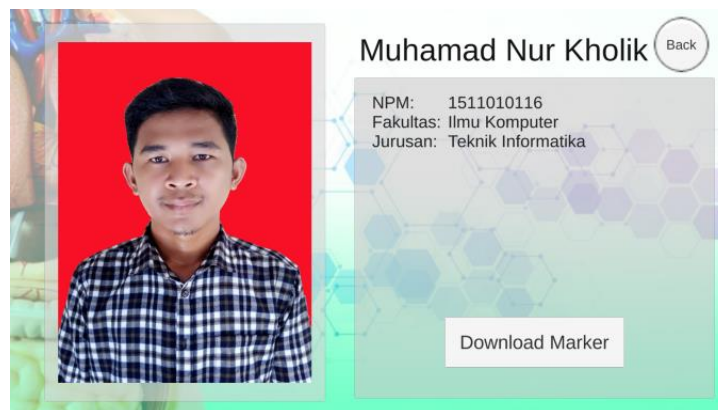 Muhamad Nur Kholik
Back
NPM: 1511010116
Fakultas: Ilmu Komputer
Jurusan: Teknik Informatika
Download Marker